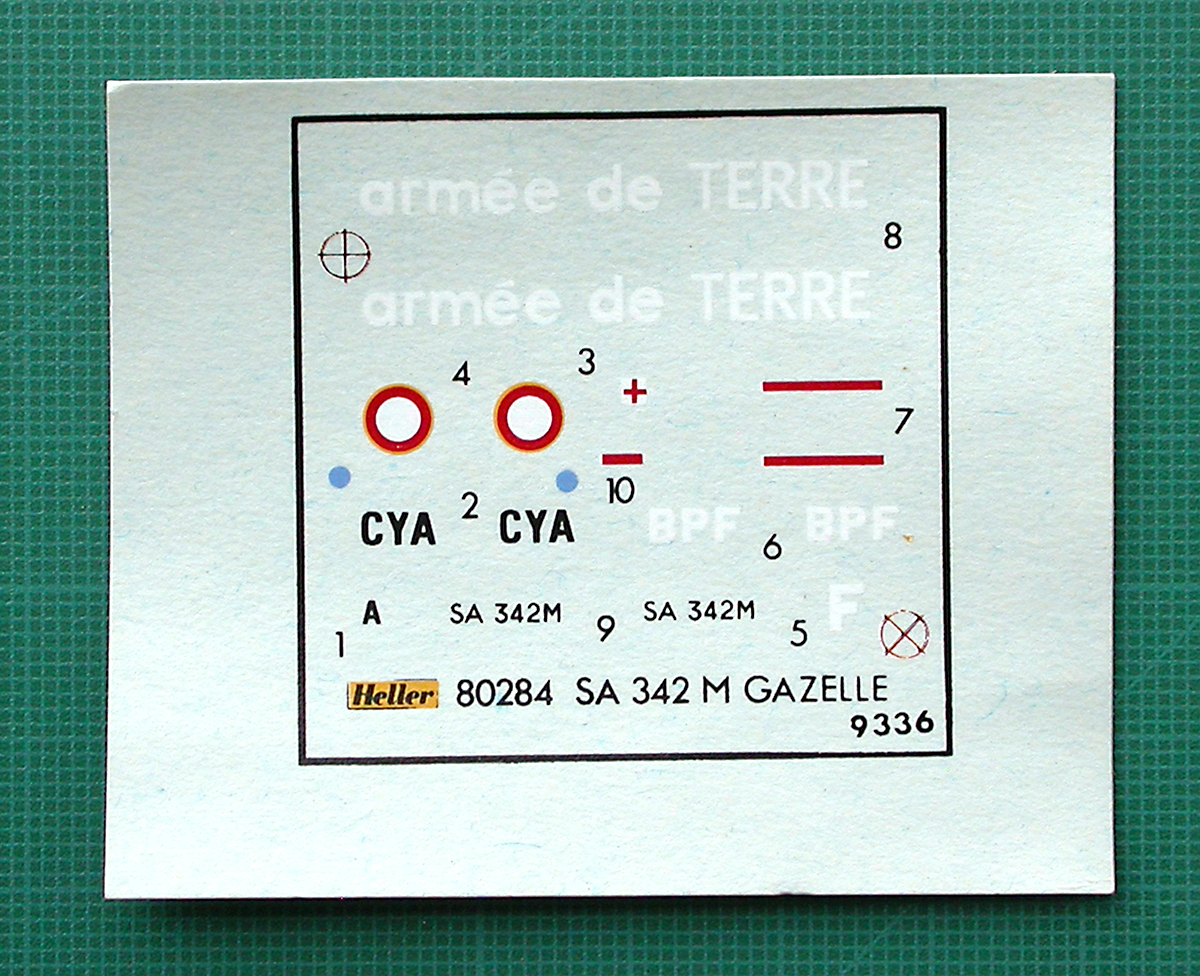 armée de TERRE
8
armée de TERRE
4 3 +
7
10
CYA 2 CYA BPF BPF
6
A SA 342M 9 SA 342M 5 F
1
Heller 80284 SA 342 M GAZELLE
9336